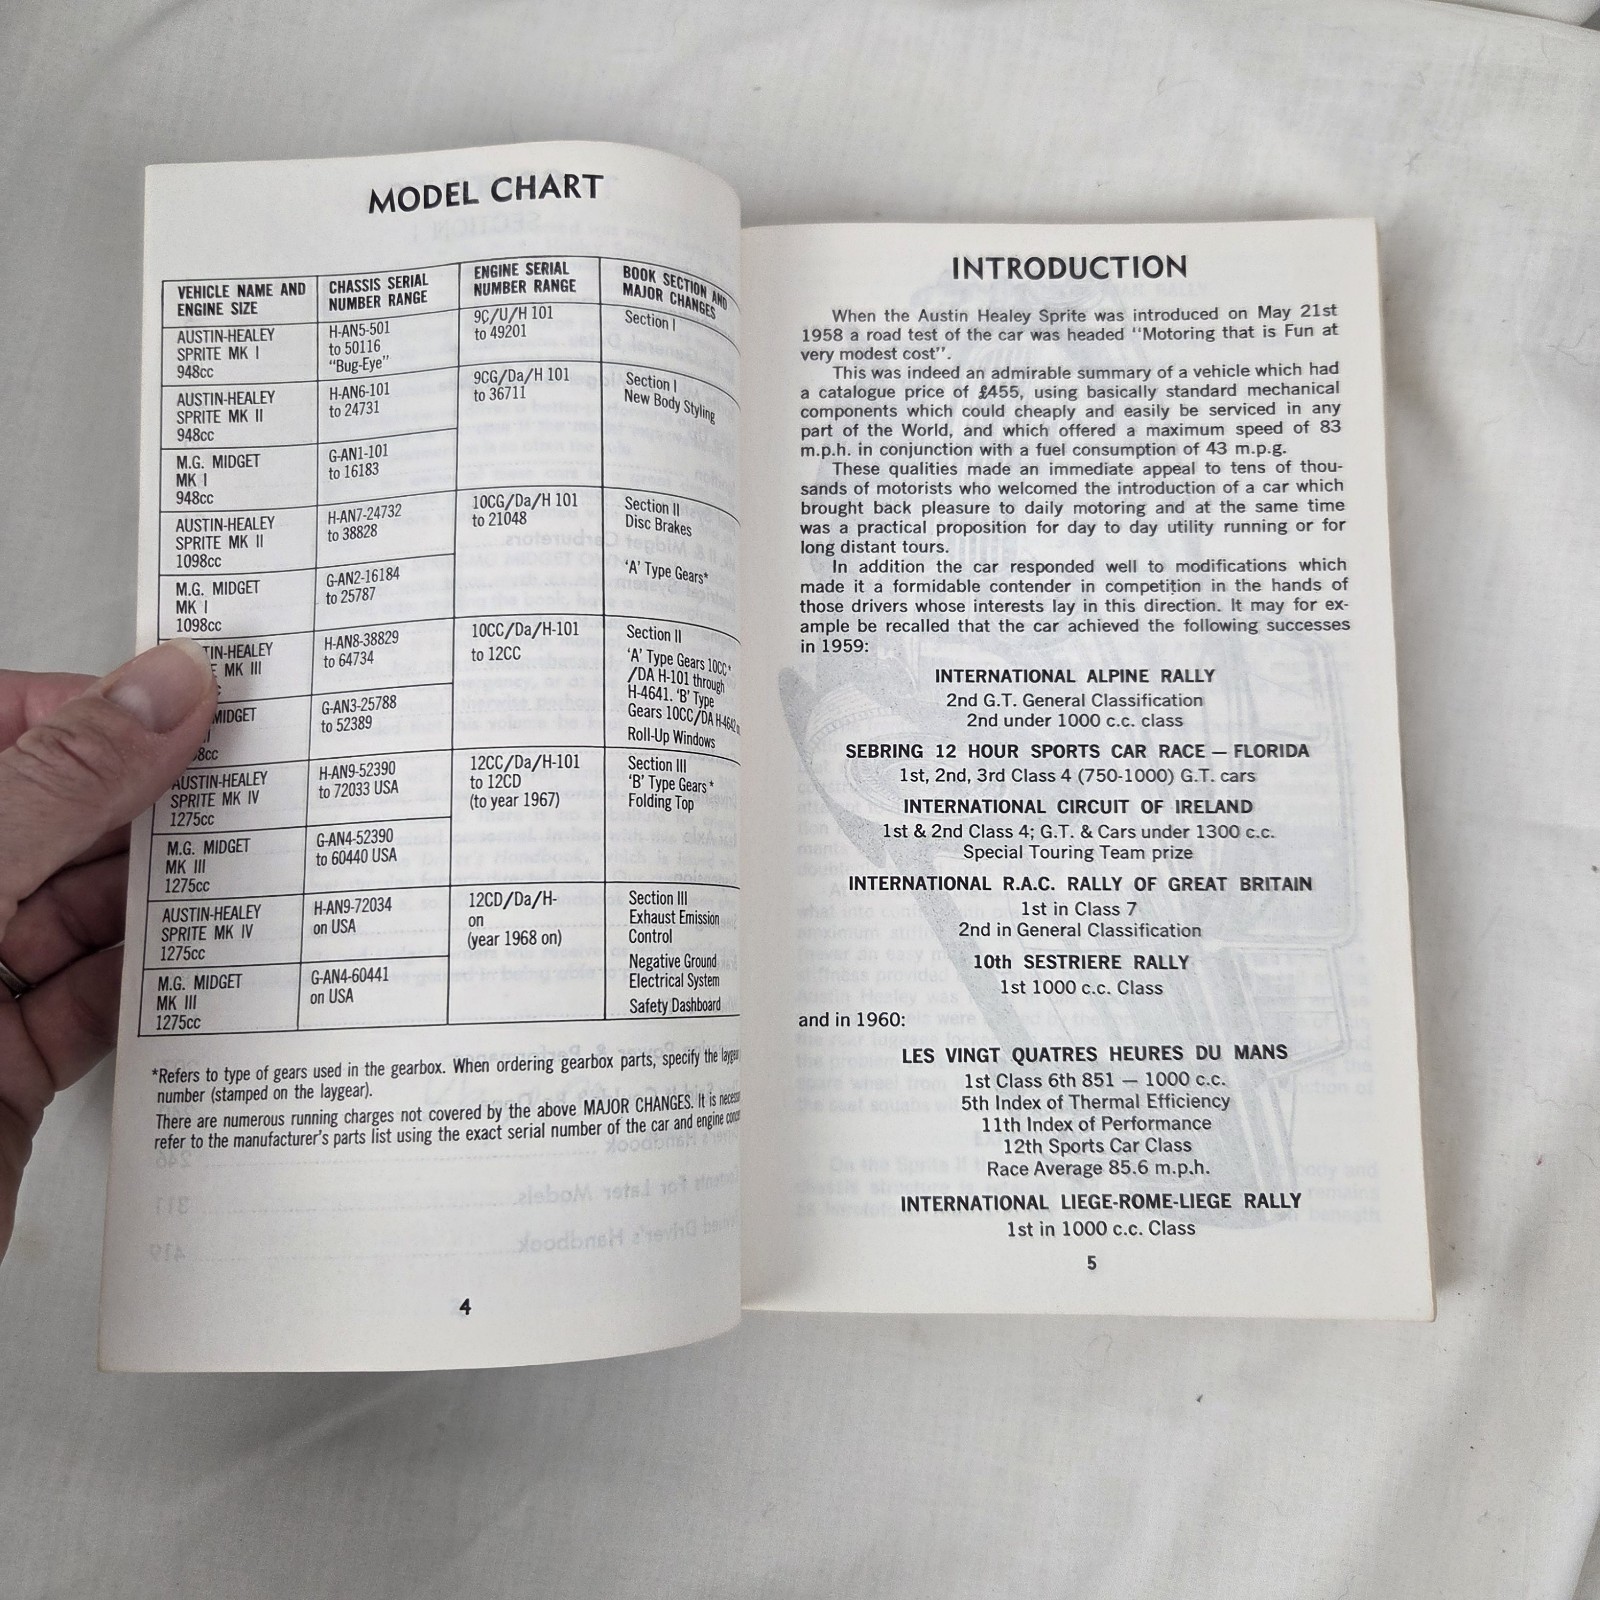 MODEL CHART
VEHICLE NAME AND
ENGINE SIZE
CHASSIS SERIAL
NUMBER RANGE
ENGINE SERIAL
NUMBER RANGE
BOOK SECTION AND
MAJOR CHANGES
AUSTIN-HEALEY
SPRITE MK I
948cc
H-AN5-501
to 50116
"Bug-Eye"
9C/U/H 101
to 49201
Section I
AUSTIN-HEALEY
SPRITE MK II
948cc
H-AN6-101
to 24731
9CG/Da/H 101
to 36711
Section I
New Body Styling
M.G. MIDGET
MK I
948cc
G-AN1-101
to 16183
AUSTIN-HEALEY
SPRITE MK II
1098cc
H-AN7-24732
to 38828
10CG/Da/H 101
to 21048
Section II
Disc Brakes
'A' Type Gears*
M.G. MIDGET
MK I
1098cc
G-AN2-16184
to 25787
TIN-HEALEY
MK III
H-AN8-38829
to 64734
10CC/Da/H-101
to 12CC
Section II
'A' Type Gears 10CC*
/DA H-101 through
H-4641. 'B' Type
Gears 10CC/DA H-4642
Roll-Up Windows
MIDGET
G-AN3-25788
to 52389
AUSTIN-HEALEY
SPRITE MK IV
1275cc
H-AN9-52390
to 72033 USA
12CC/Da/H-101
to 12CD
(to year 1967)
Section III
'B' Type Gears*
Folding Top
M.G. MIDGET
MK III
1275cc
G-AN4-52390
to 60440 USA
AUSTIN-HEALEY
SPRITE MK IV
1275cc
H-AN9-72034
on USA
12CD/Da/H-
on
(year 1968 on)
Section III
Exhaust Emission
Control
Negative Ground
Electrical System
Safety Dashboard
M.G. MIDGET
MK III
1275cc
G-AN4-60441
on USA
*Refers to type of gears used in the gearbox. When ordering gearbox parts, specify the
number (stamped on the laygear).
There are numerous running charges not covered by the above MAJOR CHANGES. It is
refer to the manufacturer's parts list using the exact serial number of the car and engine
4
INTRODUCTION
When the Austin Healey Sprite was introduced on May 21st
1958 a road test of the car was headed "Motoring that is Fun at
very modest cost".
This was indeed an admirable summary of a vehicle which had
a catalogue price of £455, using basically standard mechanical
components which could cheaply and easily be serviced in any
part of the World, and which offered a maximum speed of 83
m.p.h. in conjunction with a fuel consumption of 43 m.p.g.
These qualities made an immediate appeal to tens of thou-
sands of motorists who welcomed the introduction of a car which
brought back pleasure to daily motoring and at the same time
was a practical proposition for day to day utility running or for
long distant tours.
In addition the car responded well to modifications which
made it a formidable contender in competition in the hands of
those drivers whose interests lay in this direction. It may for ex-
ample be recalled that the car achieved the following successes
in 1959:
INTERNATIONAL ALPINE RALLY
2nd G.T. General Classification
2nd under 1000 c.c. class
SEBRING 12 HOUR SPORTS CAR RACE — FLORIDA
1st, 2nd, 3rd Class 4 (750-1000) G.T. cars
INTERNATIONAL CIRCUIT OF IRELAND
1st & 2nd Class 4; G.T. & Cars under 1300 c.c.
Special Touring Team prize
INTERNATIONAL R.A.C. RALLY OF GREAT BRITAIN
1st in Class 7
2nd in General Classification
10th SESTRIERE RALLY
1st 1000 c.c. Class
and in 1960:
LES VINGT QUATRES HEURES DU MANS
1st Class 6th 851 — 1000 c.c.
5th Index of Thermal Efficiency
11th Index of Performance
12th Sports Car Class
Race Average 85.6 m.p.h.
INTERNATIONAL LIEGE-ROME-LIEGE RALLY
1st in 1000 c.c. Class
5